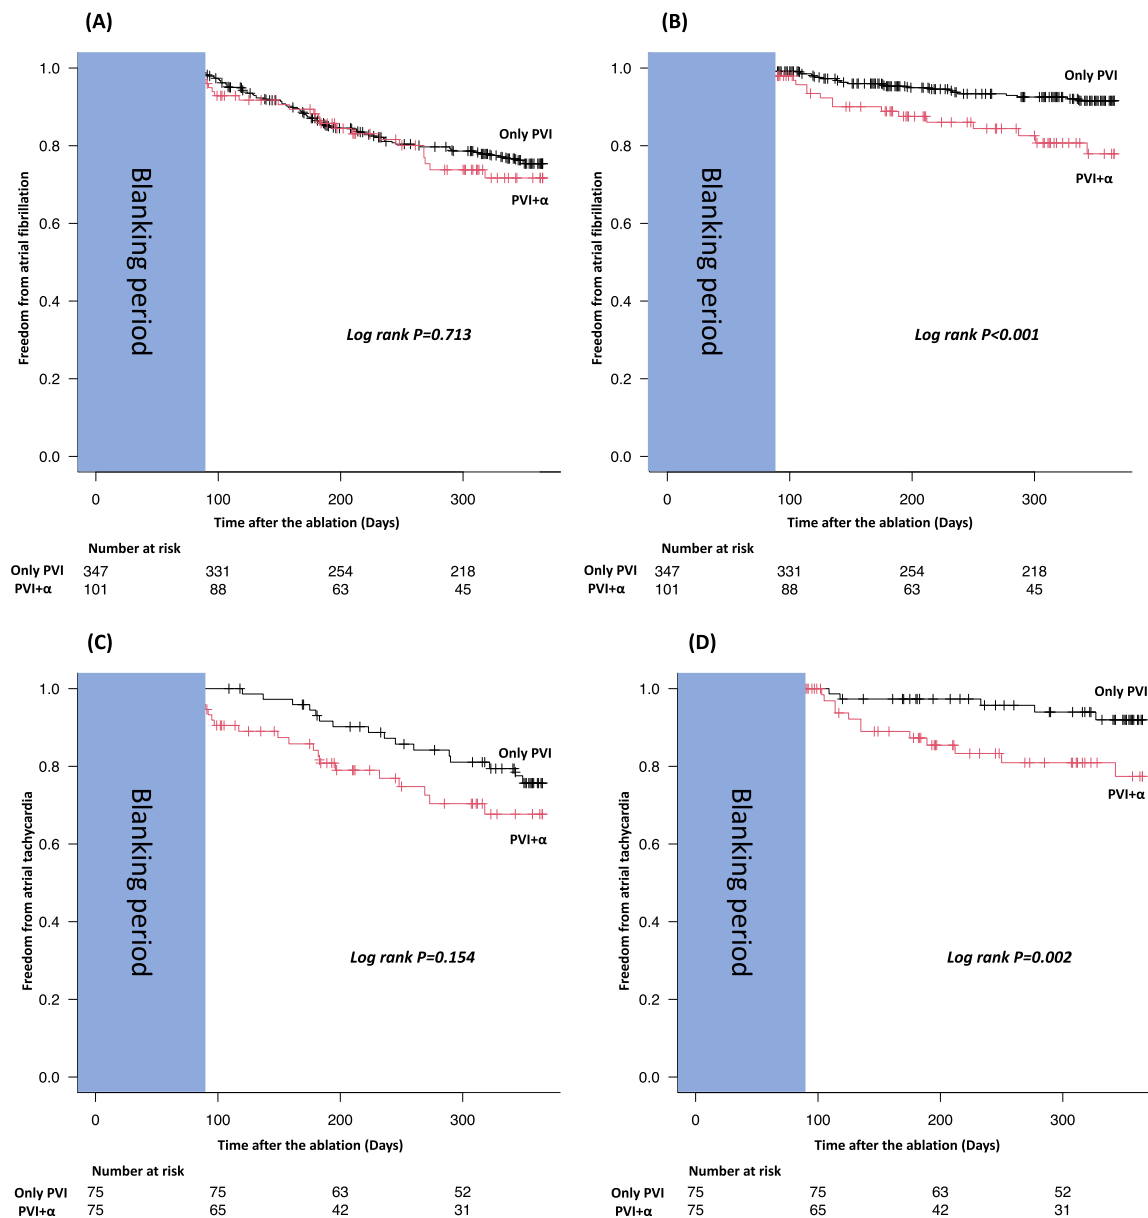 (A)
1.0
0.8
0.6
0.4
0.2
0.0
Freedom from atrial fibrillation
Blanking period
Only PVI
PVI+α
Log rank P=0.713
0 100 200 300
Time after the ablation (Days)
Number at risk
Only PVI 347 331 254 218
PVI+α 101 88 63 45
(B)
1.0
0.8
0.6
0.4
0.2
0.0
Freedom from atrial fibrillation
Blanking period
Only PVI
PVI+α
Log rank P<0.001
0 100 200 300
Time after the ablation (Days)
Number at risk
Only PVI 347 331 254 218
PVI+α 101 88 63 45
(C)
1.0
0.8
0.6
0.4
0.2
0.0
Freedom from atrial tachycardia
Blanking period
Only PVI
PVI+α
Log rank P=0.154
0 100 200 300
Time after the ablation (Days)
Number at risk
Only PVI 75 75 63 52
PVI+α 75 65 42 31
(D)
1.0
0.8
0.6
0.4
0.2
0.0
Freedom from atrial tachycardia
Blanking period
Only PVI
PVI+α
Log rank P=0.002
0 100 200 300
Time after the ablation (Days)
Number at risk
Only PVI 75 75 63 52
PVI+α 75 65 42 31